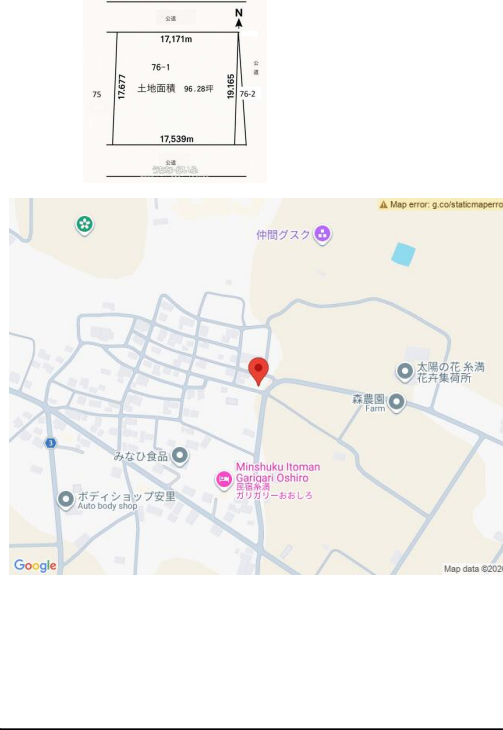 公道
N
17,171m
76-1
公道
土地面積 96.28坪
17.677
19.165
75
76-2
17,539m
公道
Map error: g.co/staticmaperro
仲間グスク
太陽の花 糸満
花卉集荷所
森農園
Farm
3
みなひ食品
Minshuku Itoman
Garigari Oshiro
民宿糸満
ガリガリーおおしろ
ボディショップ安里
Auto body shop
Google
Map data ©2026